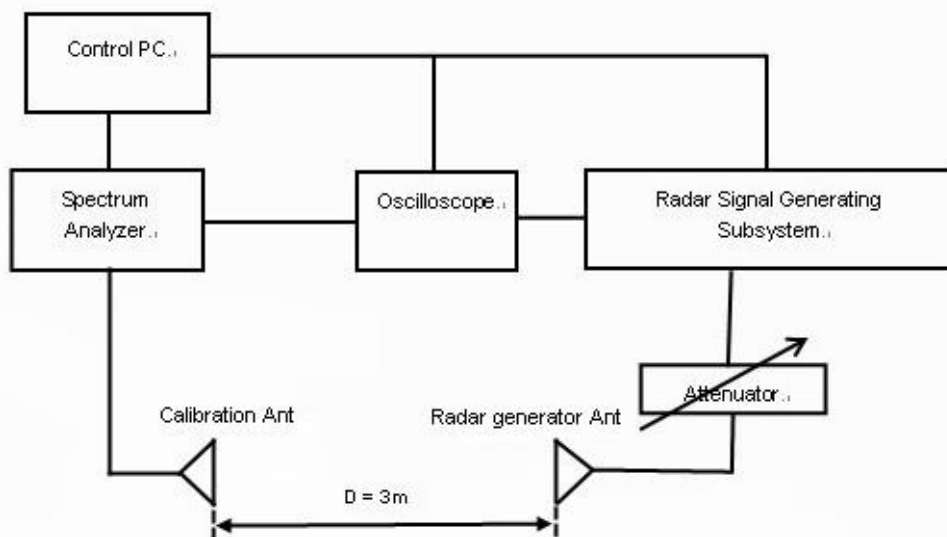 Control PC.
Spectrum
Analyzer.
Oscilloscope.
Radar Signal Generating
Subsystem.
Attenuator.
Calibration Ant
Radar generator Ant
D = 3m